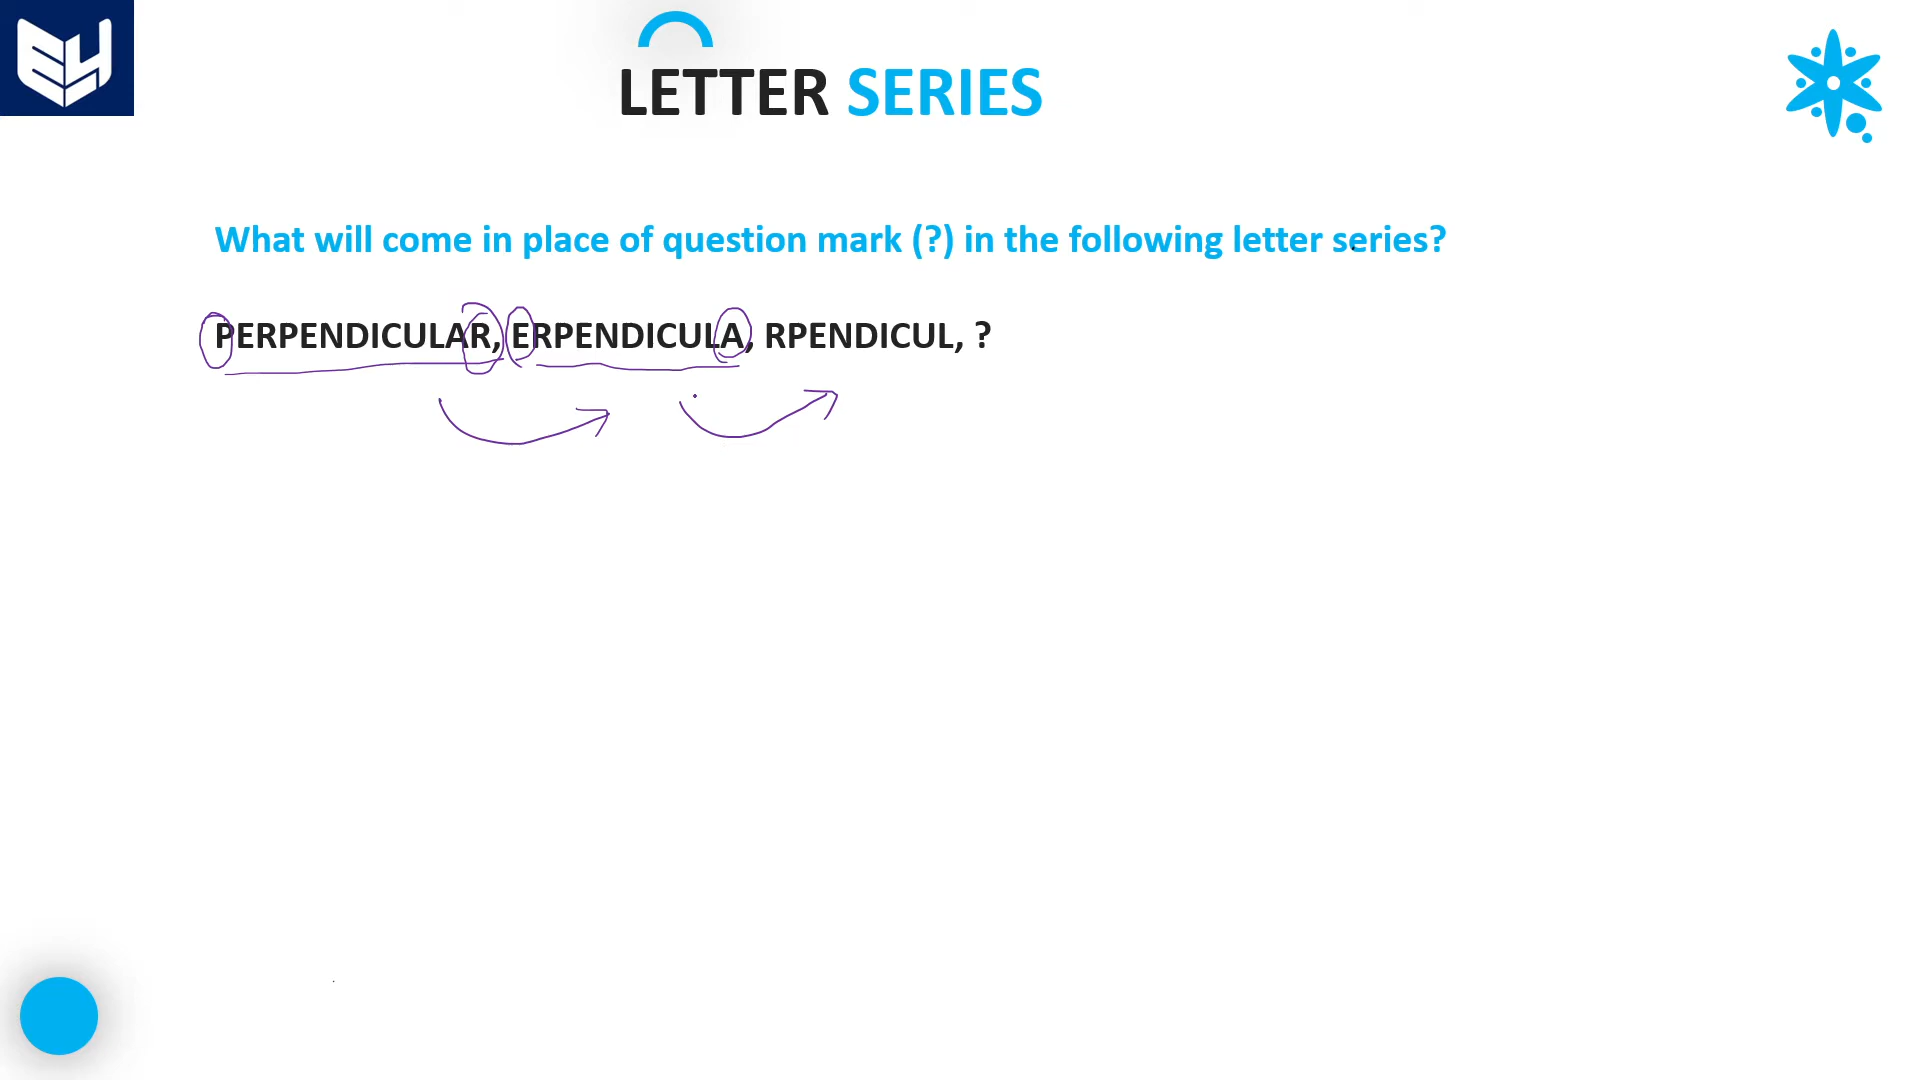 LETTER SERIES
What will come in place of question mark (?) in the following letter series?
PERPENDICULAR, ERPENDICULA, RPENDICUL, ?